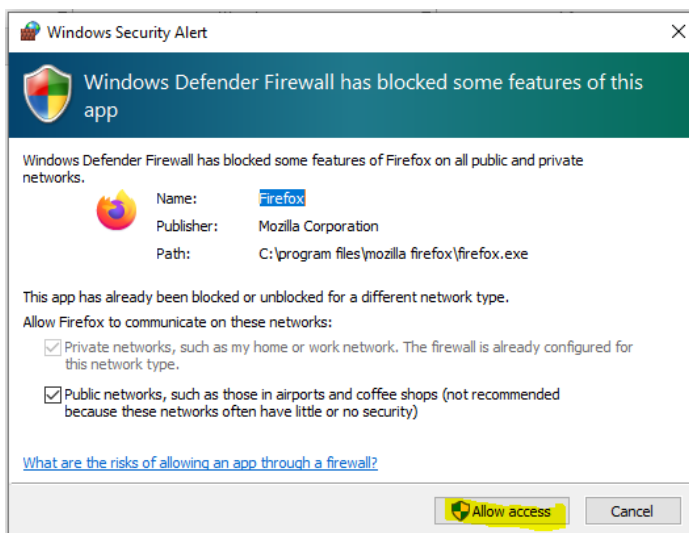 Windows Security Alert
Windows Defender Firewall has blocked some features of this
app
Windows Defender Firewall has blocked some features of Firefox on all public and private
networks.
Name: Firefox
Publisher: Mozilla Corporation
Path: C:\program files\mozilla firefox\firefox.exe
This app has already been blocked or unblocked for a different network type.
Allow Firefox to communicate on these networks:
Private networks, such as my home or work network. The firewall is already configured for
this network type.
Public networks, such as those in airports and coffee shops (not recommended
because these networks often have little or no security)
What are the risks of allowing an app through a firewall?
Allow access Cancel